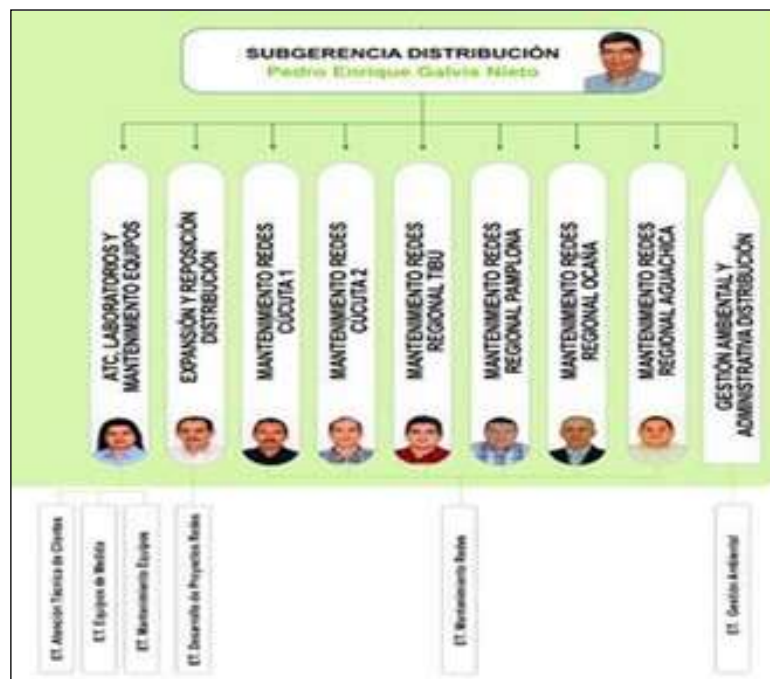 SUBGERENCIA DISTRIBUCIÓN
Pedro Enrique Galvis Nieto
ATC, LABORATORIOS Y
MANTENIMIENTO EQUIPOS
EXPANSIÓN Y REPOSICIÓN
DISTRIBUCIÓN
MANTENIMIENTO REDES
CUCUTA 1
MANTENIMIENTO REDES
CUCUTA 2
MANTENIMIENTO REDES
REGIONAL TIBU
MANTENIMIENTO REDES
REGIONAL PAMPLONA
MANTENIMIENTO REDES
REGIONAL OCAÑA
MANTENIMIENTO REDES
REGIONAL AGUACHICA
GESTIÓN AMBIENTAL Y
ADMINISTRATIVA DISTRIBUCIÓN
ET. Atención Técnica de Clientes
ET. Equipos de Medida
ET. Mantenimiento Equipos
ET. Desarrollo de Proyectos Redes
ET. Mantenimiento Redes
ET. Gestión Ambiental